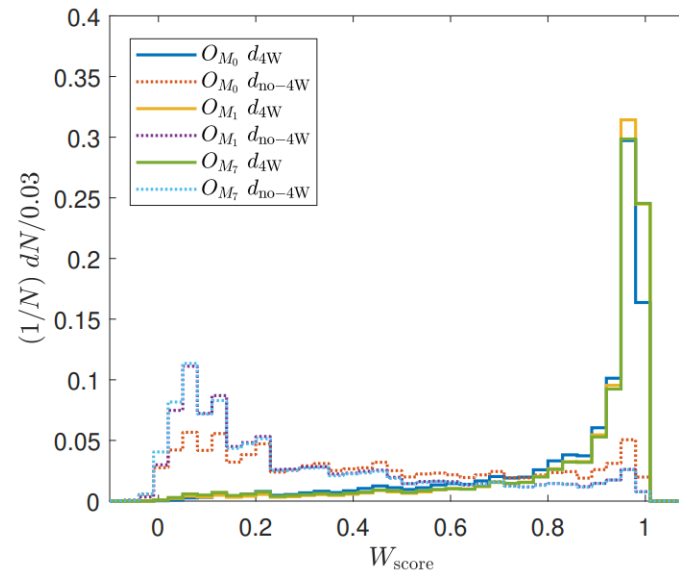 0.4
0.35
0.3
0.25
0.2
0.15
0.1
0.05
0
(1/N) dN/0.03
O_{M_0} d_{4W}
O_{M_0} d_{no-4W}
O_{M_1} d_{4W}
O_{M_1} d_{no-4W}
O_{M_7} d_{4W}
O_{M_7} d_{no-4W}
0 0.2 0.4 0.6 0.8 1
W_{score}